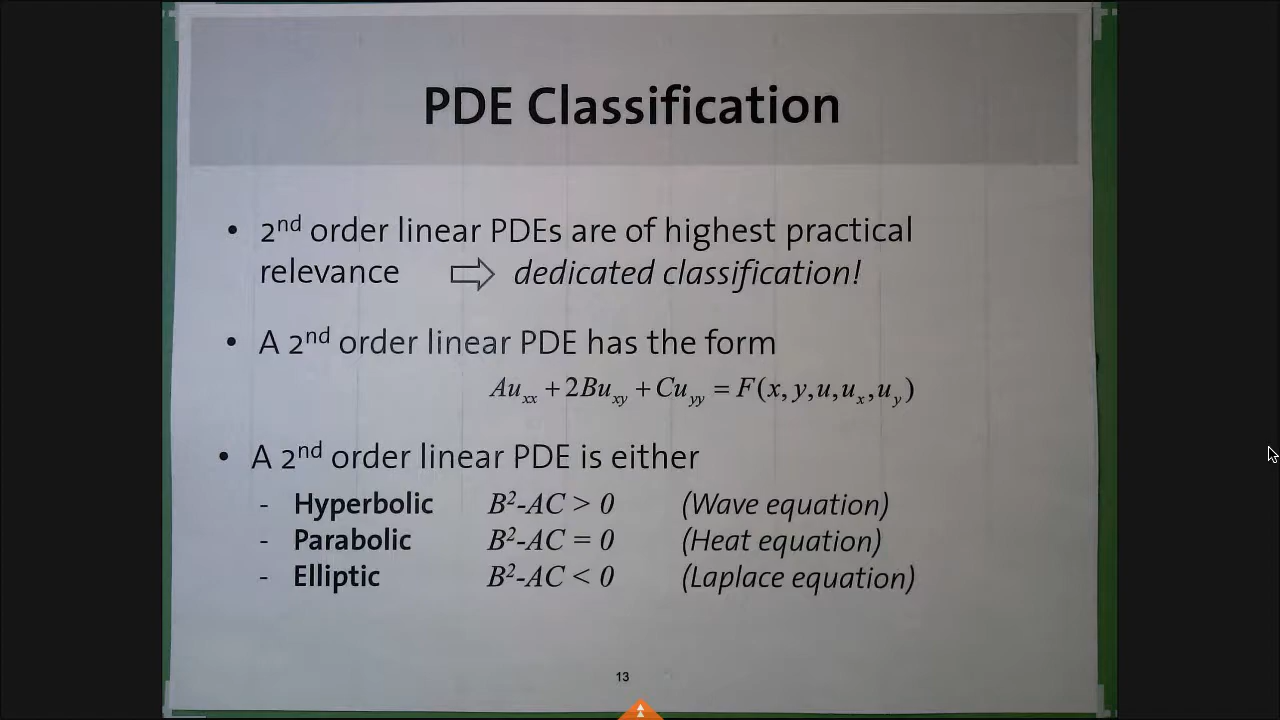 PDE Classification
• 2nd order linear PDEs are of highest practical
relevance ⇨ dedicated classification!
• A 2nd order linear PDE has the form
Au_xx + 2Bu_xy + Cu_yy = F(x, y, u, u_x, u_y)
• A 2nd order linear PDE is either
- Hyperbolic B²-AC > 0 (Wave equation)
- Parabolic B²-AC = 0 (Heat equation)
- Elliptic B²-AC < 0 (Laplace equation)
13